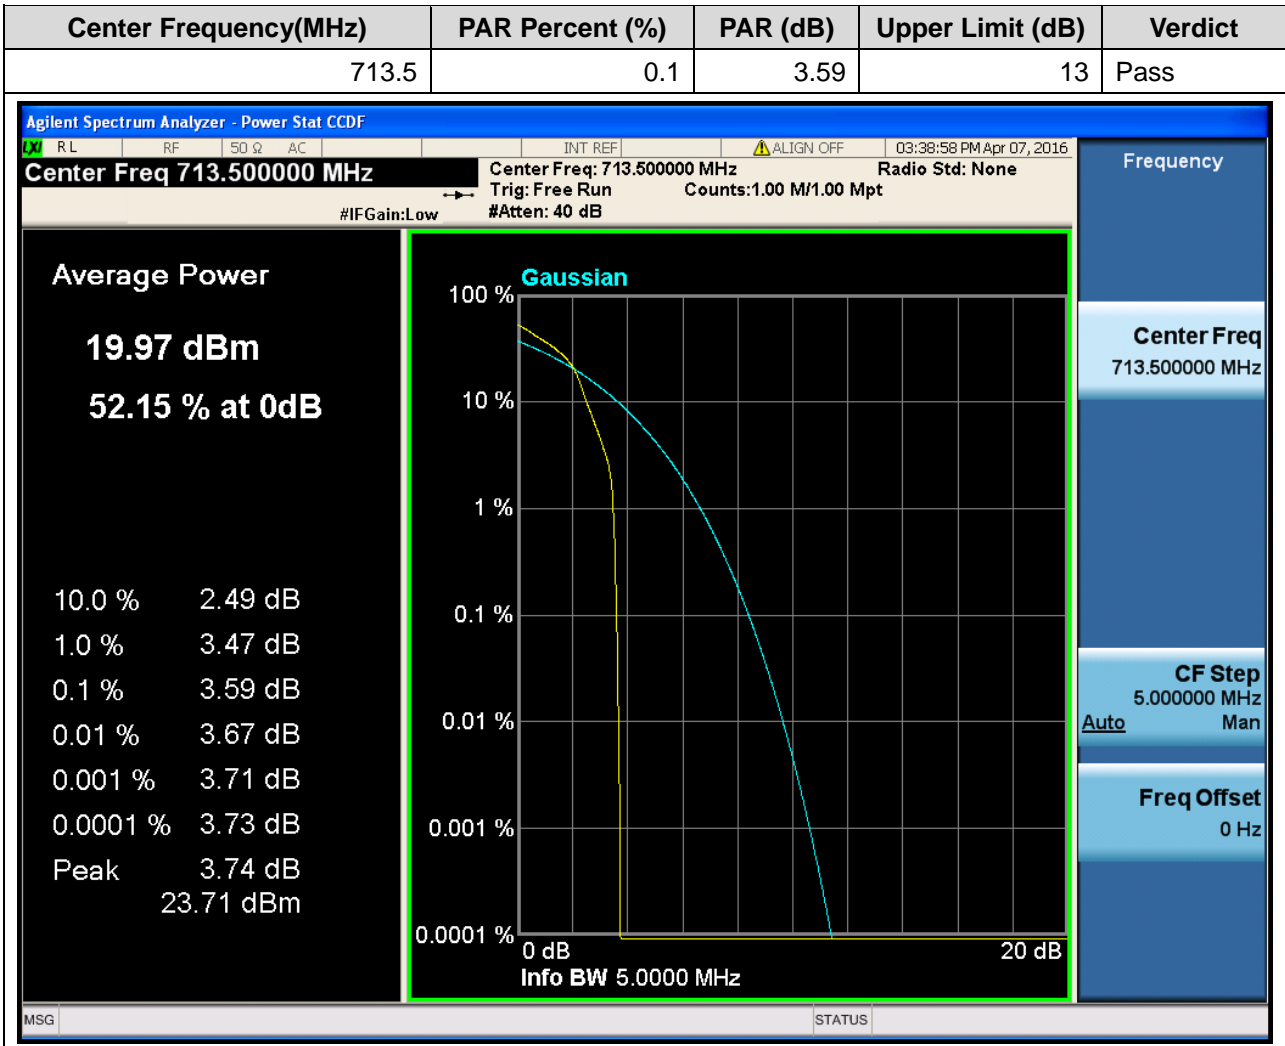 Center Frequency(MHz) PAR Percent (%) PAR (dB) Upper Limit (dB) Verdict
713.5 0.1 3.59 13 Pass
Agilent Spectrum Analyzer - Power Stat CCDF
LXI RL RF 50 Ω AC INT REF ALIGN OFF 03:38:58 PM Apr 07, 2016
Center Freq 713.500000 MHz
Center Freq: 713.500000 MHz Radio Std: None
Trig: Free Run Counts:1.00 M/1.00 Mpt
#IFGain:Low #Atten: 40 dB
Frequency
Average Power
19.97 dBm
52.15 % at 0dB
10.0 % 2.49 dB
1.0 % 3.47 dB
0.1 % 3.59 dB
0.01 % 3.67 dB
0.001 % 3.71 dB
0.0001 % 3.73 dB
Peak 3.74 dB
23.71 dBm
Gaussian
100 %
10 %
1 %
0.1 %
0.01 %
0.001 %
0.0001 %
0 dB 20 dB
Info BW 5.0000 MHz
Center Freq
713.500000 MHz
CF Step
5.000000 MHz
Auto Man
Freq Offset
0 Hz
MSG STATUS